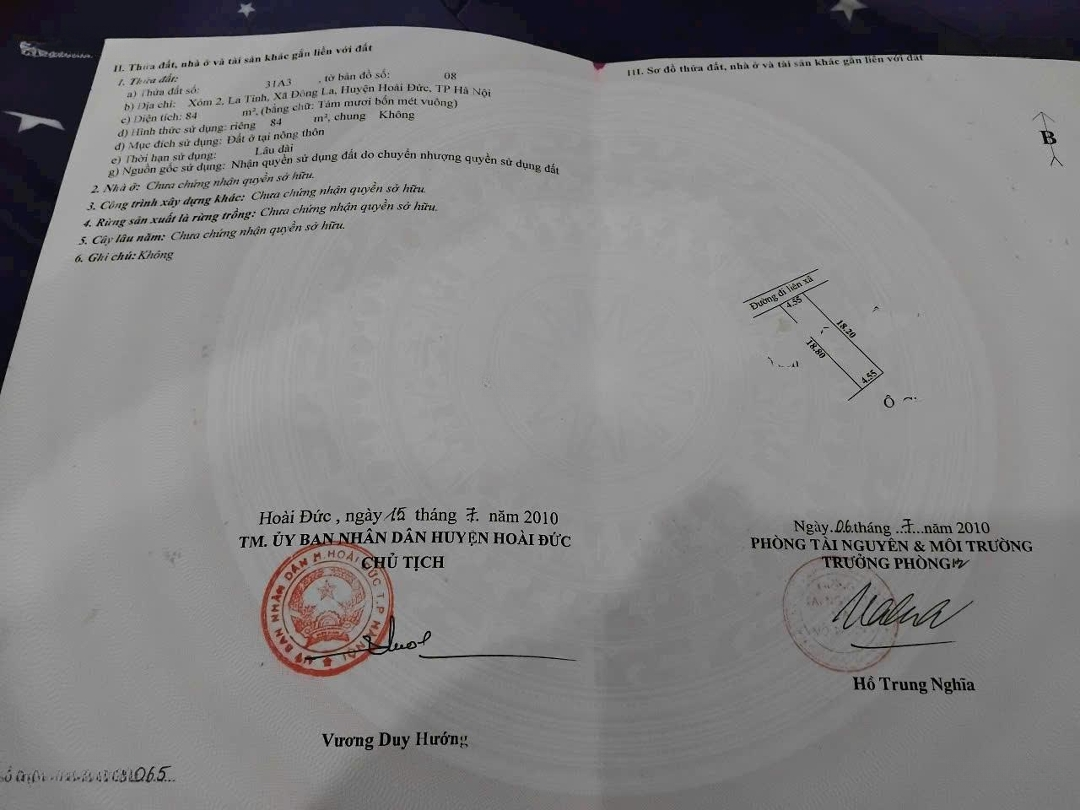 II. Thửa đất, nhà ở và tài sản khác gắn liền với đất
1. Thửa đất:
a) Thửa đất số: 31A3 , tờ bản đồ số: 08
b) Địa chỉ: Xóm 2, La Tinh, Xã Đông La, Huyện Hoài Đức, TP Hà Nội
c) Diện tích: 84 m², (bằng chữ: Tám mươi bốn mét vuông)
d) Hình thức sử dụng: riêng 84 m², chung Không
đ) Mục đích sử dụng: Đất ở tại nông thôn
e) Thời hạn sử dụng: Lâu dài
g) Nguồn gốc sử dụng: Nhận quyền sử dụng đất do chuyển nhượng quyền sử dụng đất
2. Nhà ở: Chưa chứng nhận quyền sở hữu.
3. Công trình xây dựng khác: Chưa chứng nhận quyền sở hữu.
4. Rừng sản xuất là rừng trồng: Chưa chứng nhận quyền sở hữu.
5. Cây lâu năm: Chưa chứng nhận quyền sở hữu.
6. Ghi chú: Không
Hoài Đức , ngày 15 tháng 7. năm 2010
TM. ỦY BAN NHÂN DÂN HUYỆN HOÀI ĐỨC
CHỦ TỊCH
ỦY BAN NHÂN DÂN H. HOÀI ĐỨC T.P HÀ NỘI
Vương Duy Hướng
065
III. Sơ đồ thửa đất, nhà ở và tài sản khác gắn liền với đất
B
Đường đi liên xã
4.55
18.20
18.80
4.55
Ô
Ngày.06tháng ..7...năm 2010
PHÒNG TÀI NGUYÊN & MÔI TRƯỜNG
TRƯỞNG PHÒNG
Hồ Trung Nghĩa